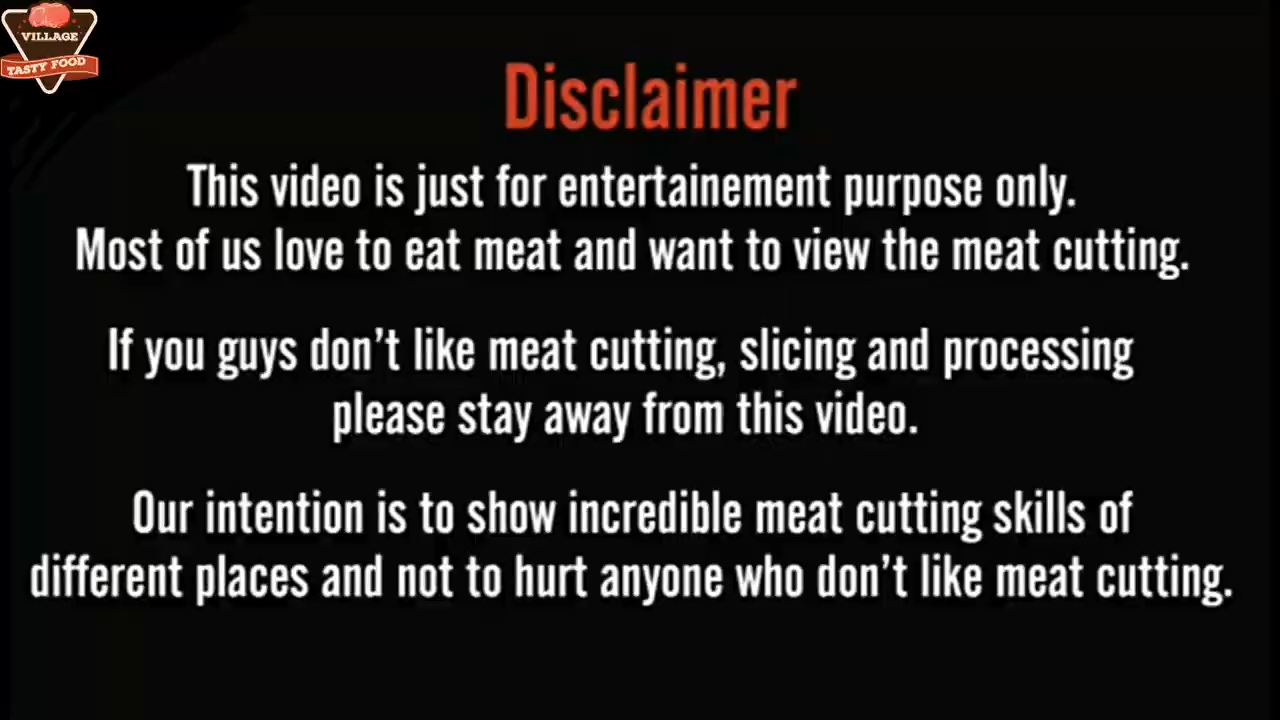 VILLAGE
TASTY FOOD
Disclaimer
This video is just for entertainement purpose only.
Most of us love to eat meat and want to view the meat cutting.
If you guys don't like meat cutting, slicing and processing
please stay away from this video.
Our intention is to show incredible meat cutting skills of
different places and not to hurt anyone who don't like meat cutting.